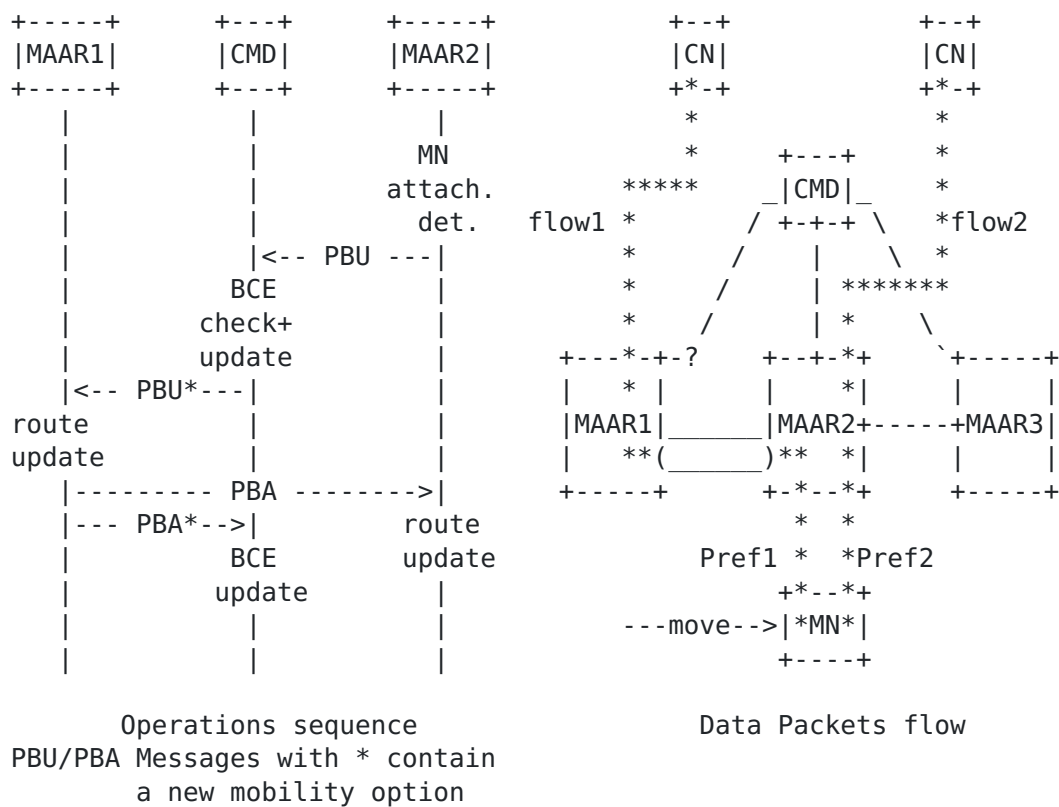 +-----+      +---+      +-----+           +--+            +--+
|MAAR1|      |CMD|      |MAAR2|           |CN|            |CN|
+-----+      +---+      +-----+           +*-+            +*-+
   |           |           |               *               *
   |           |          MN               *     +---+     *
   |           |        attach.        *****    _|CMD|_    *
   |           |          det.   flow1 *       / +-+-+ \   *flow2
   |           |<-- PBU ---|           *      /    |    \  *
   |         BCE           |           *     /     | *******
   |       check+          |           *    /      | *    \
   |       update          |       +---*-+-?    +--+-*+    `+-----+
   |<-- PBU*---|           |       |   * |      |    *|     |     |
route          |           |       |MAAR1|______|MAAR2+-----+MAAR3|
update         |           |       |   **(______)**  *|     |     |
   |--------- PBA -------->|       +-----+      +-*--*+     +-----+
   |--- PBA*-->|         route                    *  *
   |         BCE        update              Pref1 *  *Pref2
   |        update         |                     +*--*+
   |           |           |           ---move-->|*MN*|
   |           |           |                     +----+
Operations sequence                  Data Packets flow
PBU/PBA Messages with * contain
a new mobility option